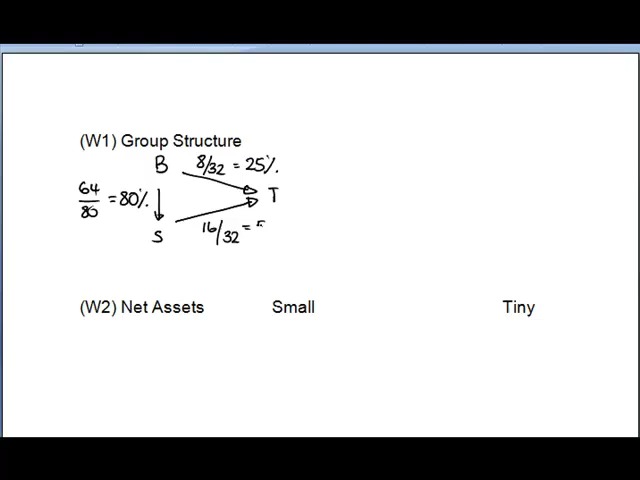 (W1) Group Structure
B 8/32 = 25%.
64/80 = 80%. T
S 16/32 =
(W2) Net Assets Small Tiny